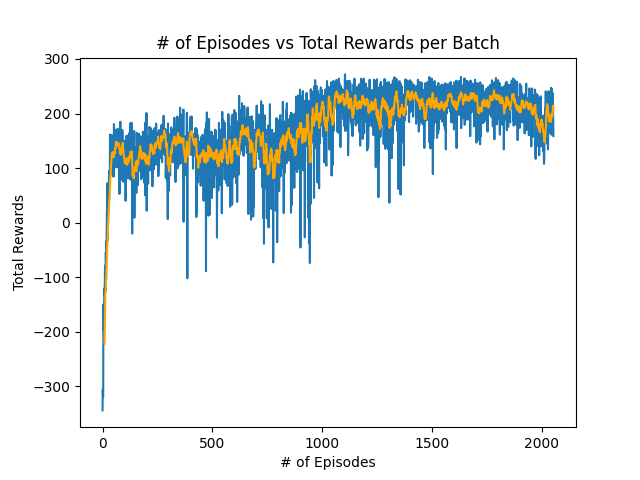 # of Episodes vs Total Rewards per Batch
300
200
100
0
−100
−200
−300
Total Rewards
0 500 1000 1500 2000
# of Episodes